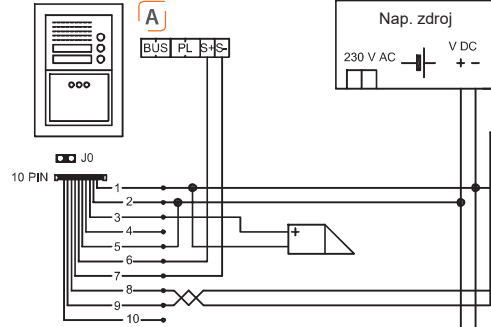 A
Nap. zdroj
BUS PL S+ S-
230 V AC
V DC
+ −
J0
10 PIN
1
2
3
+
4
5
6
7
8
9
10